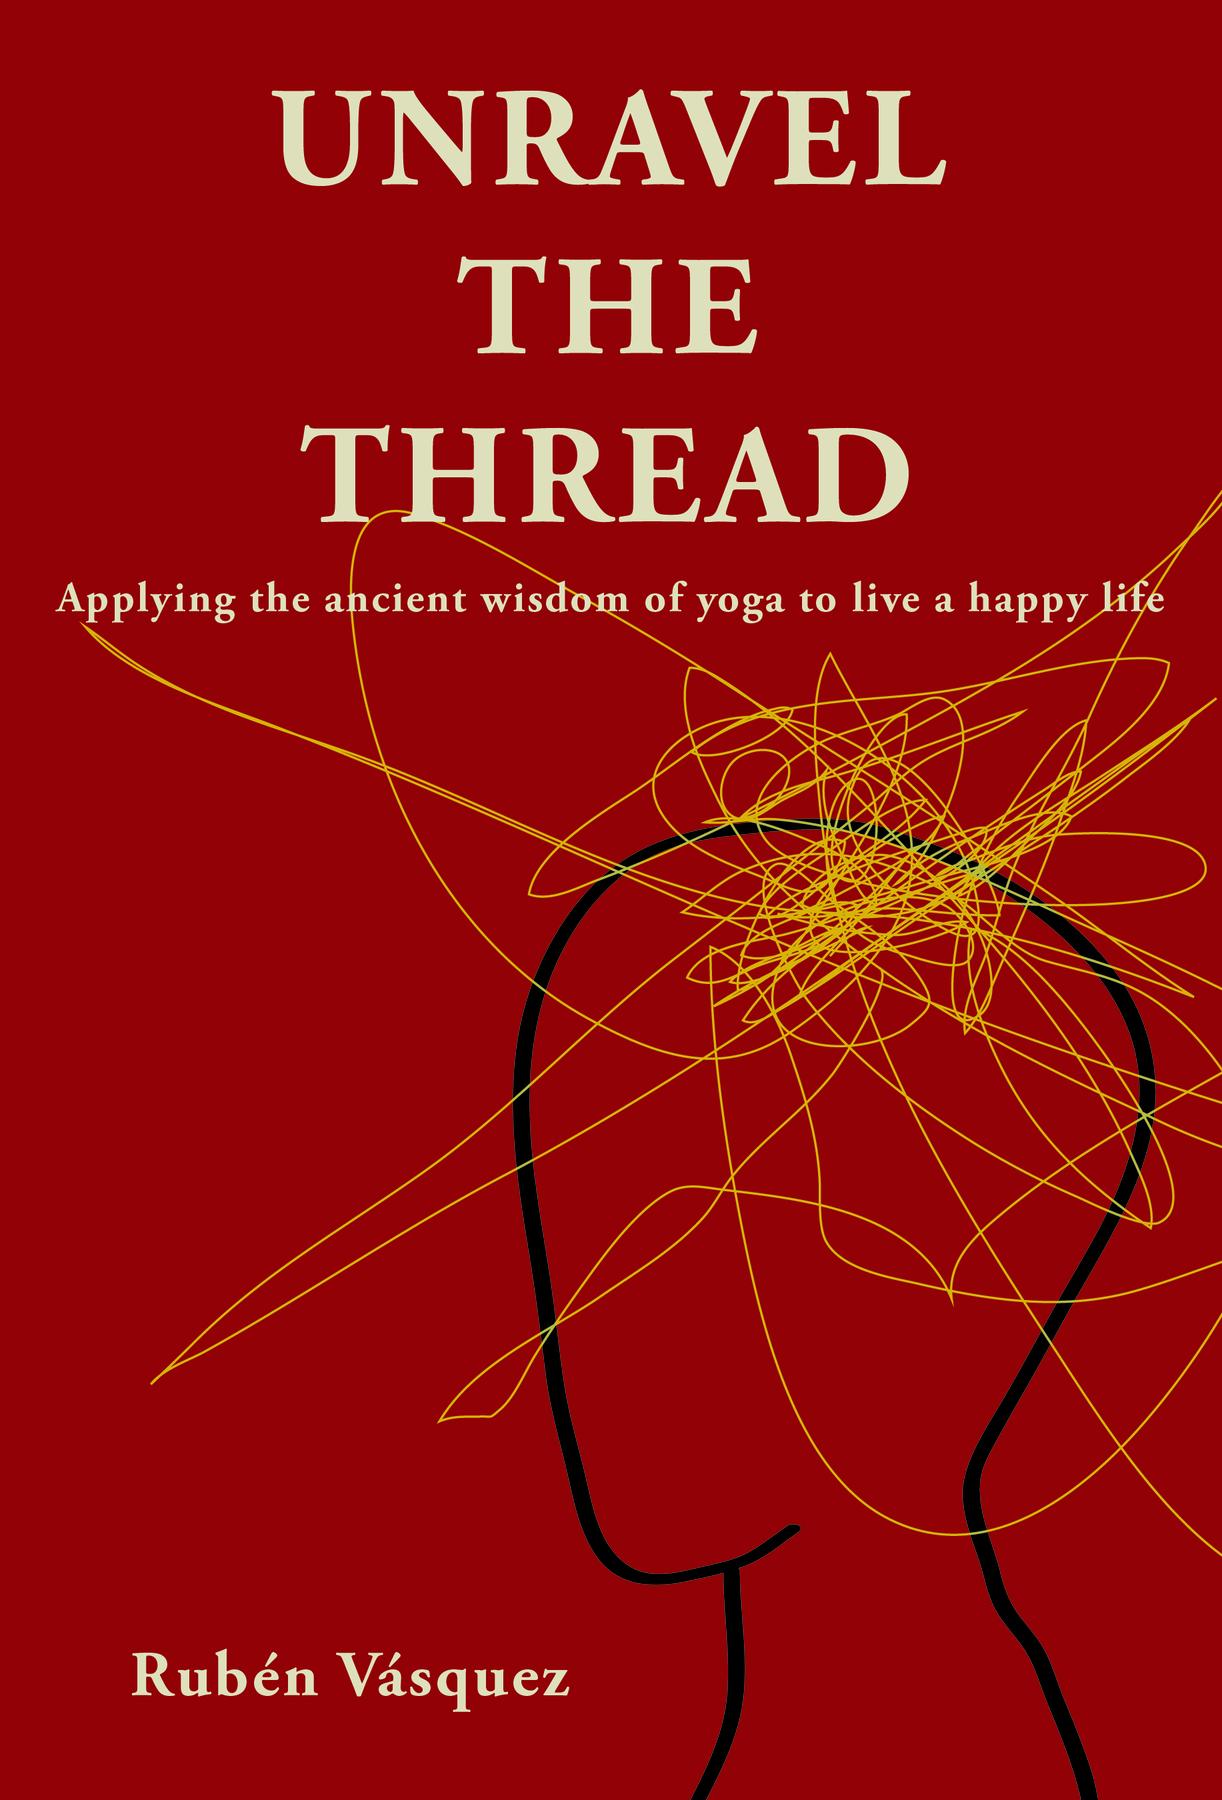 UNRAVEL
THE
THREAD
Applying the ancient wisdom of yoga to live a happy life
Rubén Vásquez